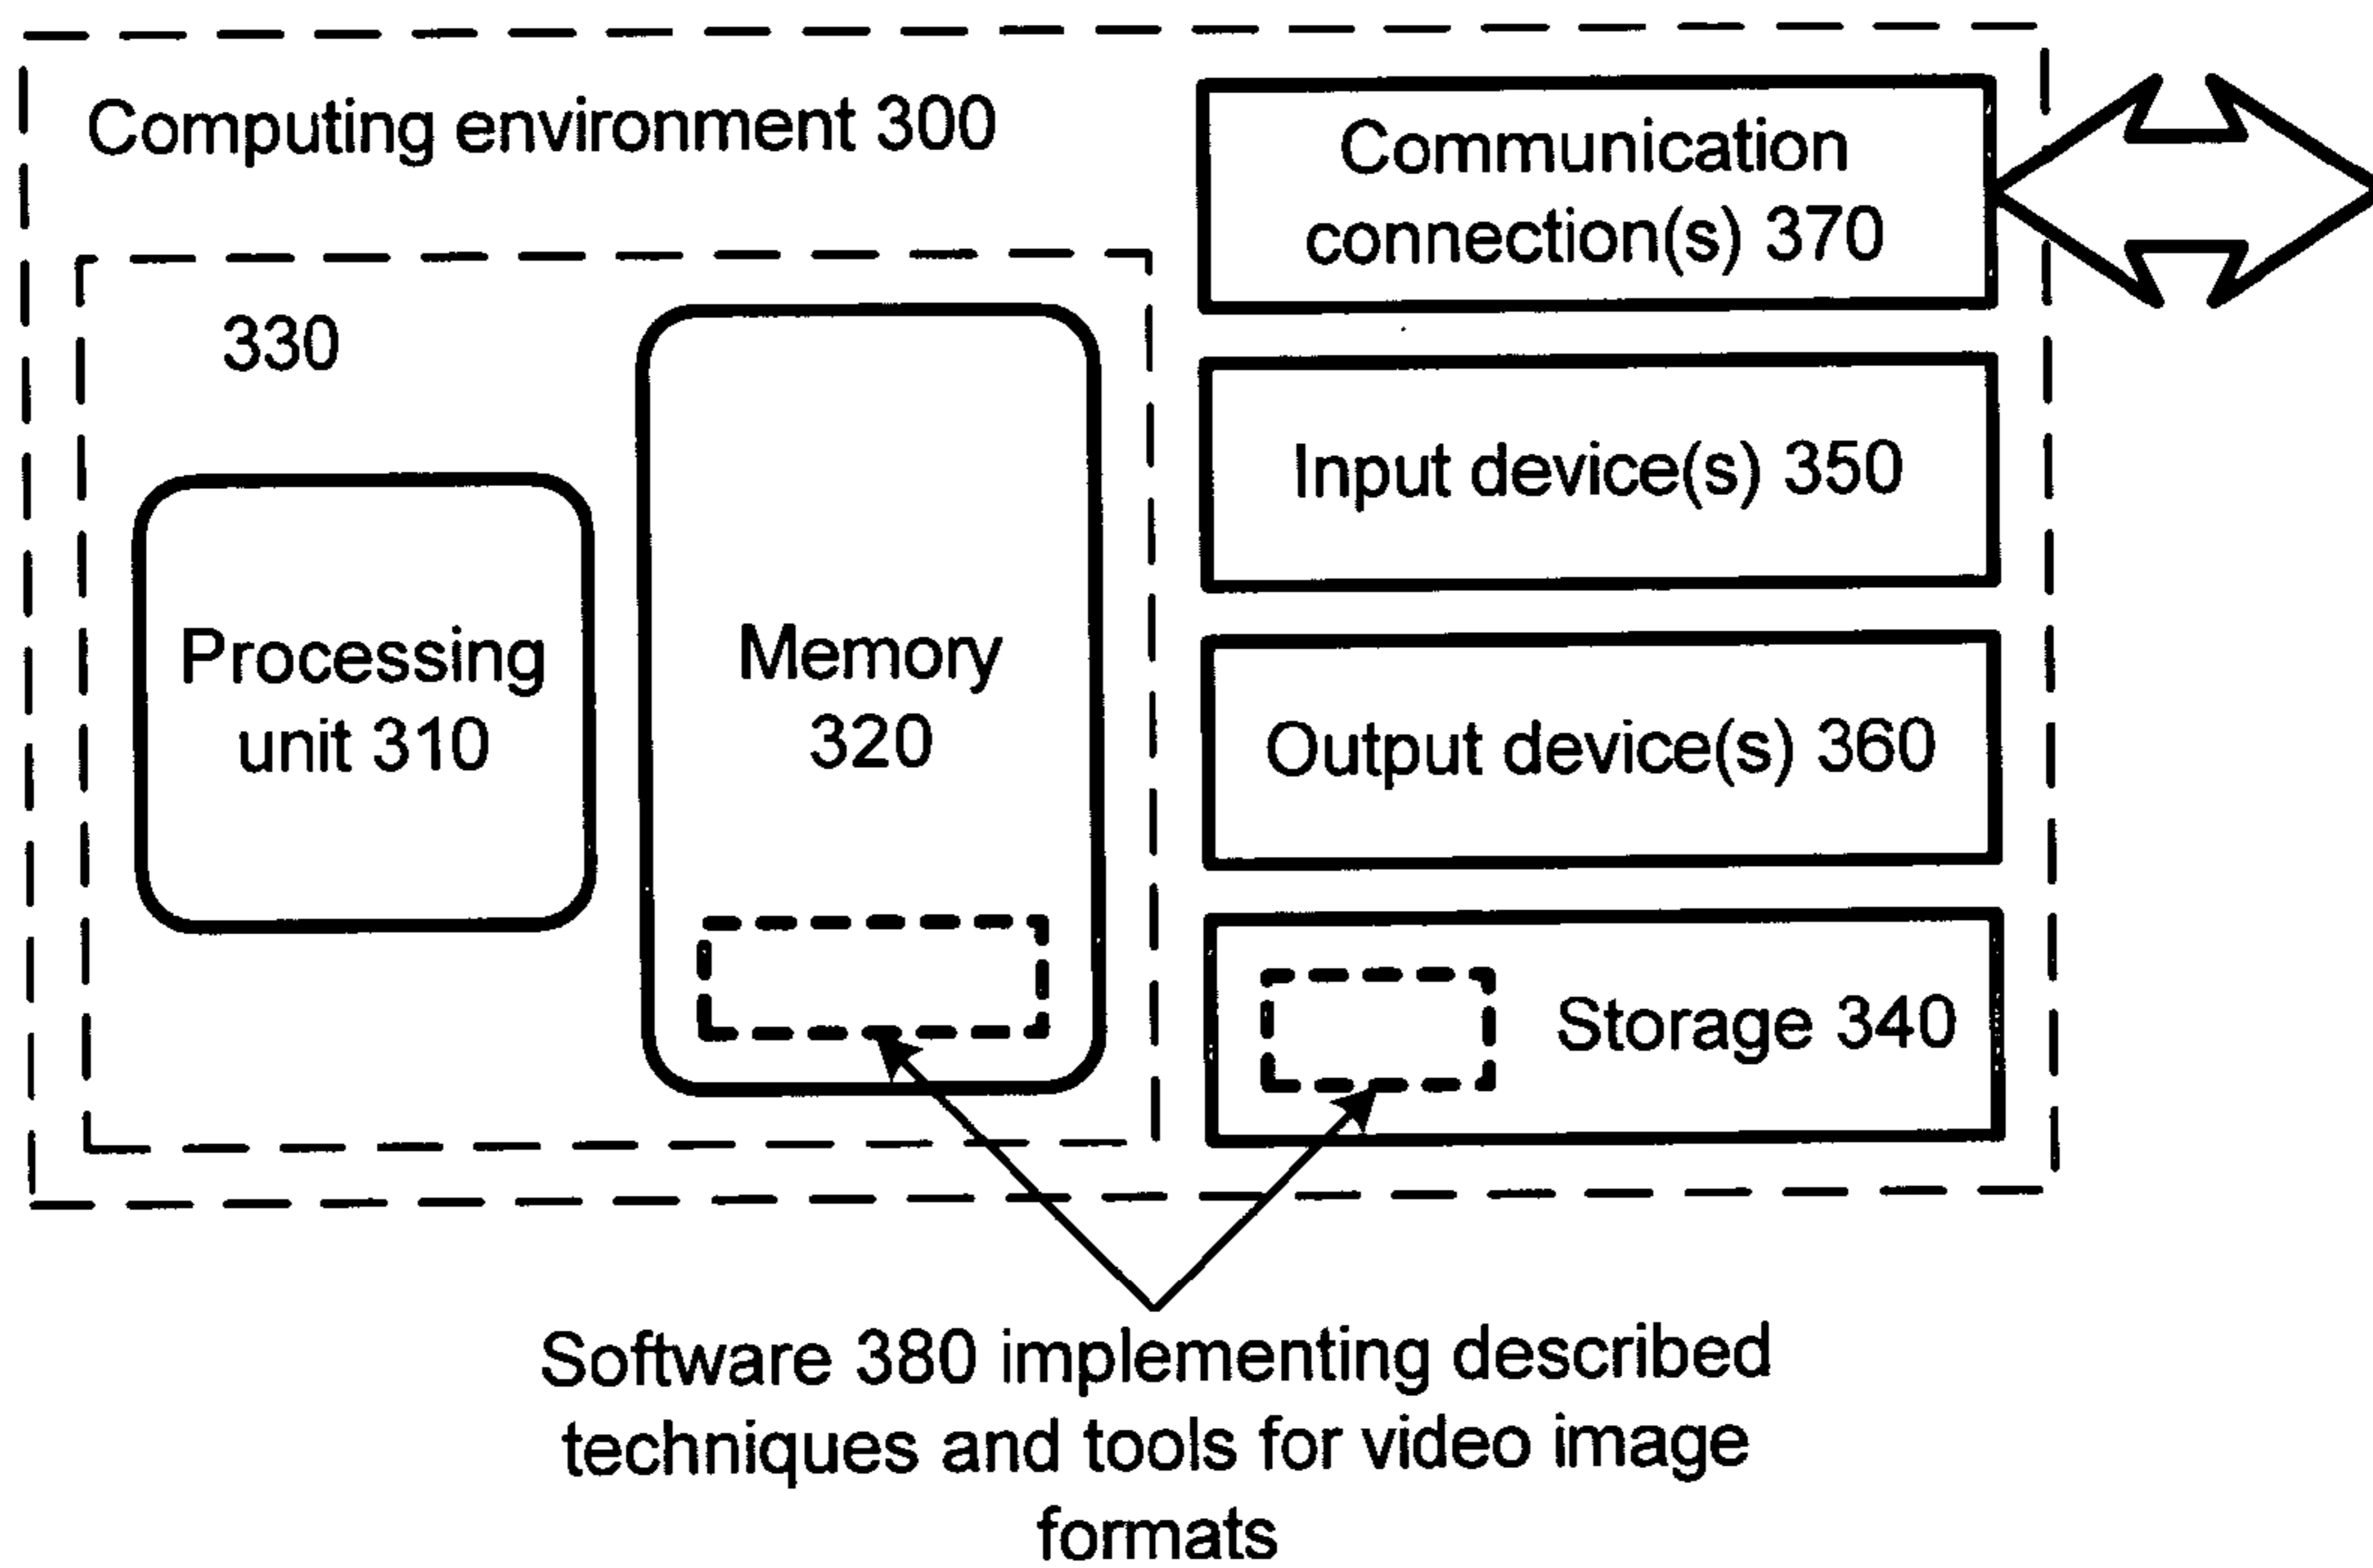 Computing environment 300
Communication
connection(s) 370
330
Input device(s) 350
Processing
unit 310
Memory
320
Output device(s) 360
Storage 340
Software 380 implementing described
techniques and tools for video image
formats